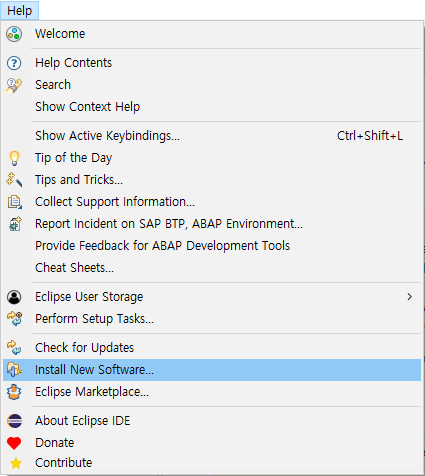 Help
Welcome
Help Contents
Search
Show Context Help
Show Active Keybindings... Ctrl+Shift+L
Tip of the Day
Tips and Tricks...
Collect Support Information...
Report Incident on SAP BTP, ABAP Environment...
Provide Feedback for ABAP Development Tools
Cheat Sheets...
Eclipse User Storage
Perform Setup Tasks...
Check for Updates
Install New Software...
Eclipse Marketplace...
About Eclipse IDE
Donate
Contribute